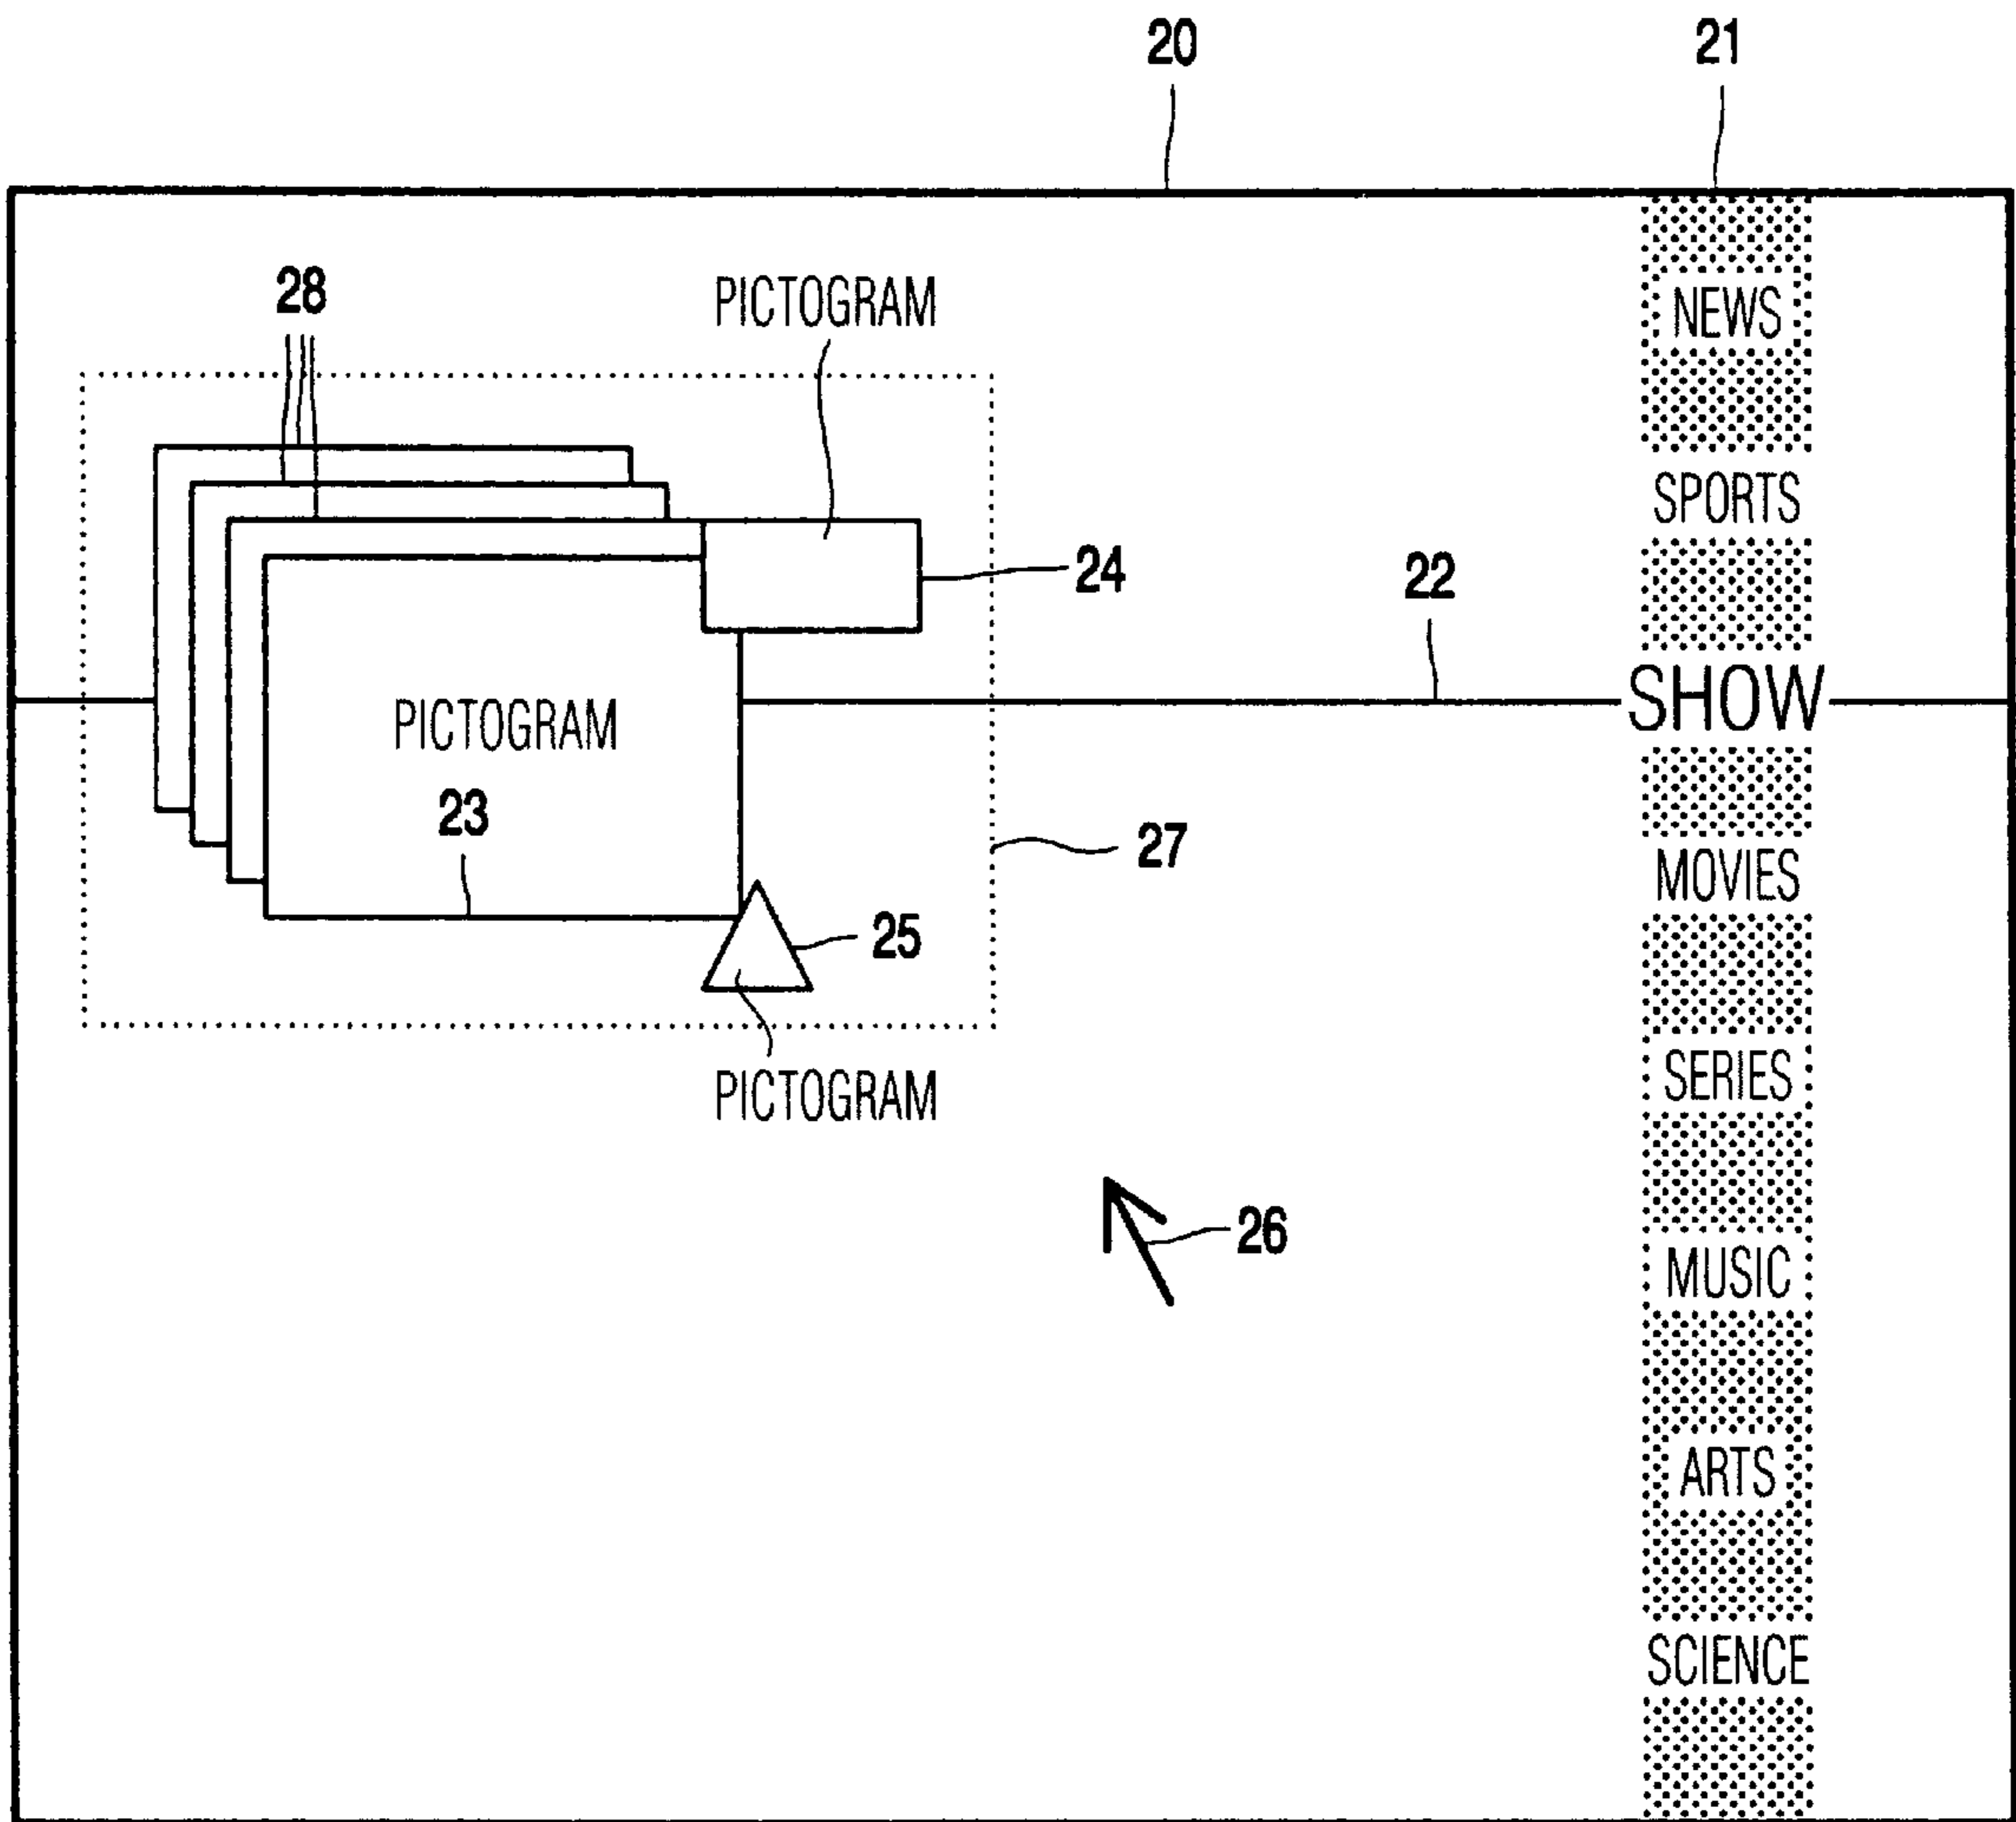 20
21
28
PICTOGRAM
NEWS
SPORTS
24
22
SHOW
PICTOGRAM
23
27
MOVIES
25
PICTOGRAM
SERIES
26
MUSIC
ARTS
SCIENCE